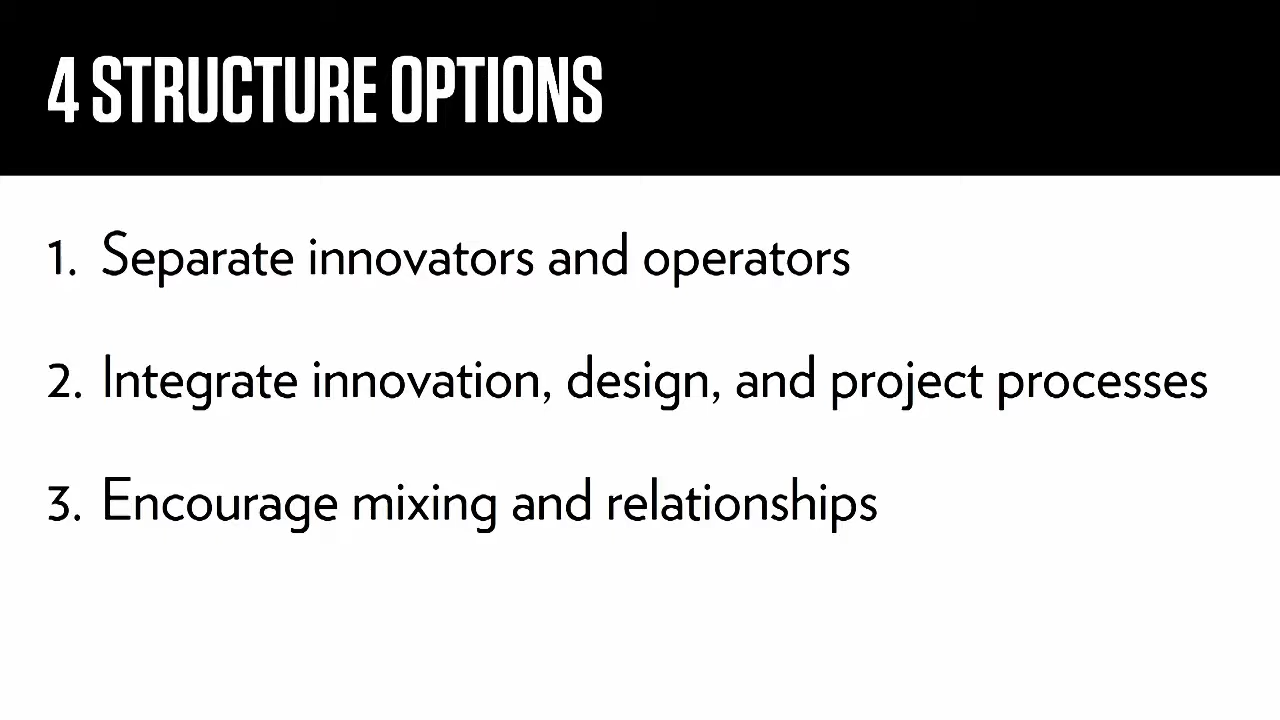 4 STRUCTURE OPTIONS
1. Separate innovators and operators
2. Integrate innovation, design, and project processes
3. Encourage mixing and relationships